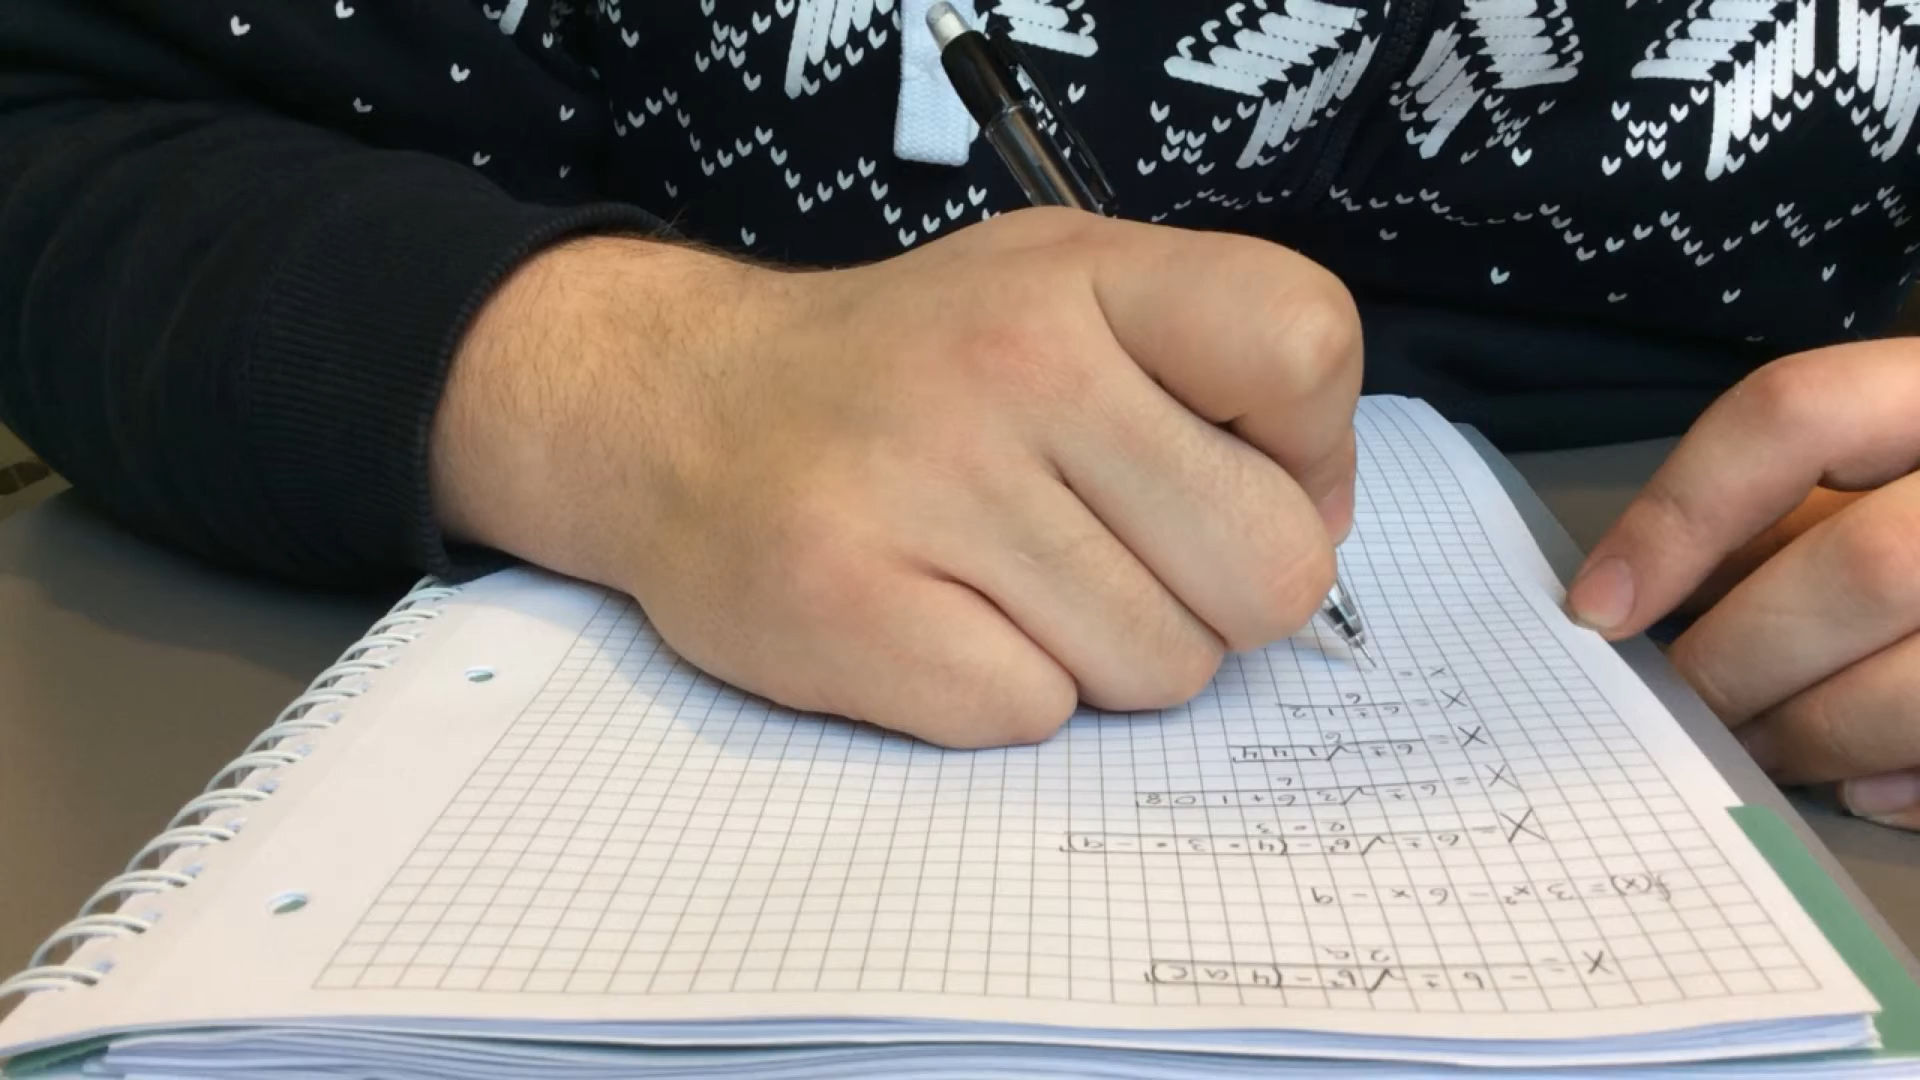 x = -b ± √b² - (4ac)
2a
f(x) = 3x² - 6x - 9
x = 6 ± √6² - (4 · 3 · - 9)
2 · 3
x = 6 ± √36 + 108
6
x = 6 ± √144
6
x = 6 ± 12
6
x =